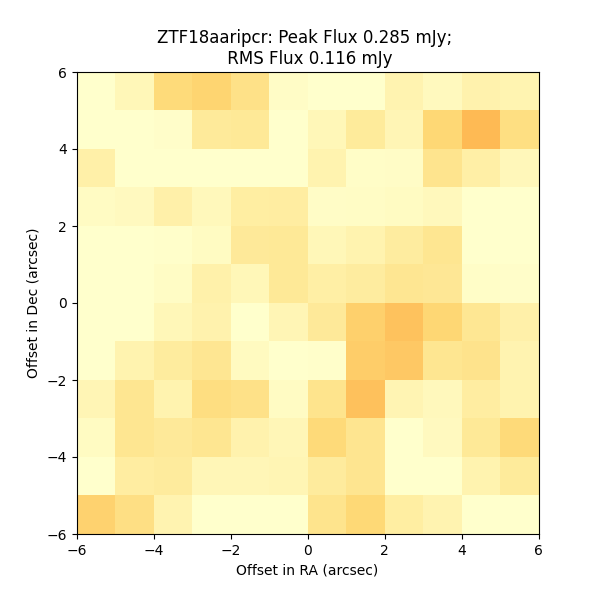 ZTF18aaripcr: Peak Flux 0.285 mJy;
RMS Flux 0.116 mJy
6
4
2
0
−2
−4
−6
Offset in Dec (arcsec)
−6 −4 −2 0 2 4 6
Offset in RA (arcsec)